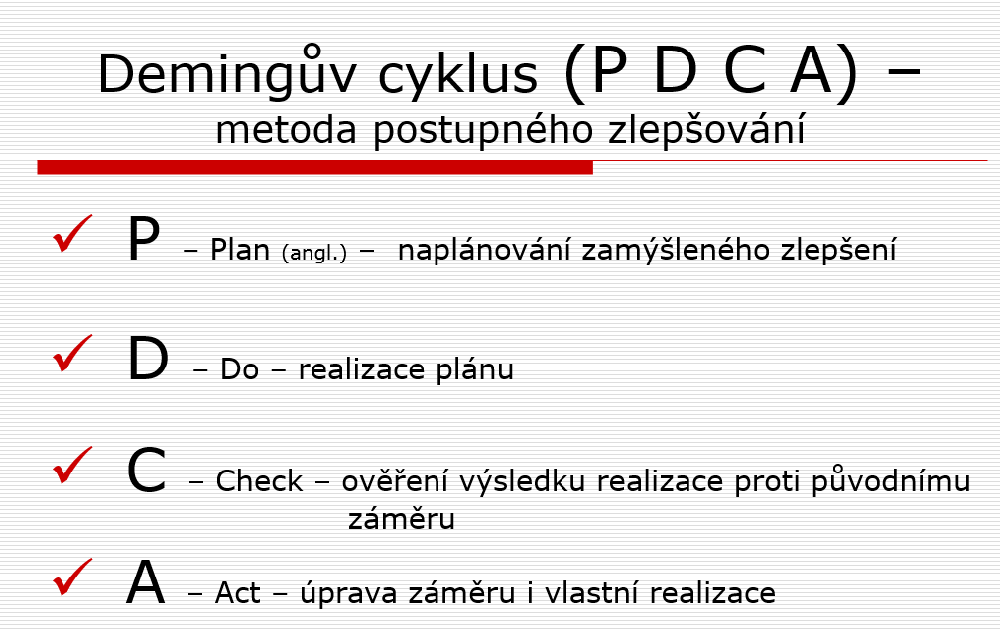 Demingův cyklus (P D C A) –
metoda postupného zlepšování
✓ P – Plan (angl.) – naplánování zamýšleného zlepšení
✓ D – Do – realizace plánu
✓ C – Check – ověření výsledku realizace proti původnímu
záměru
✓ A – Act – úprava záměru i vlastní realizace